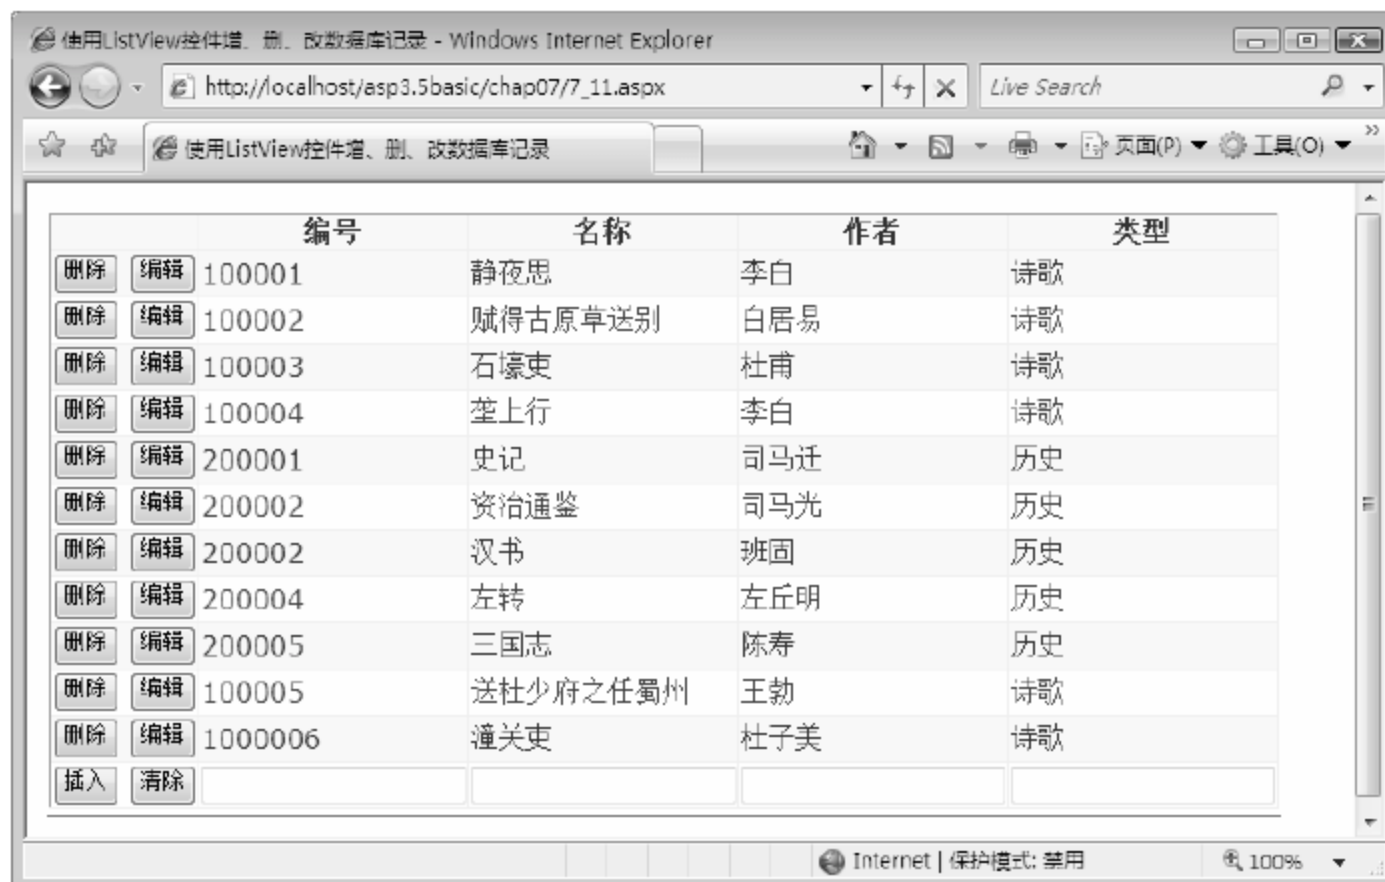 使用ListView控件增、删、改数据库记录 - Windows Internet Explorer
http://localhost/asp3.5basic/chap07/7_11.aspx Live Search
使用ListView控件增、删、改数据库记录 页面(P) 工具(O)
编号 名称 作者 类型
删除 编辑 100001 静夜思 李白 诗歌
删除 编辑 100002 赋得古原草送别 白居易 诗歌
删除 编辑 100003 石壕吏 杜甫 诗歌
删除 编辑 100004 垄上行 李白 诗歌
删除 编辑 200001 史记 司马迁 历史
删除 编辑 200002 资治通鉴 司马光 历史
删除 编辑 200002 汉书 班固 历史
删除 编辑 200004 左转 左丘明 历史
删除 编辑 200005 三国志 陈寿 历史
删除 编辑 100005 送杜少府之任蜀州 王勃 诗歌
删除 编辑 1000006 潼关吏 杜子美 诗歌
插入 清除
Internet | 保护模式: 禁用 100%